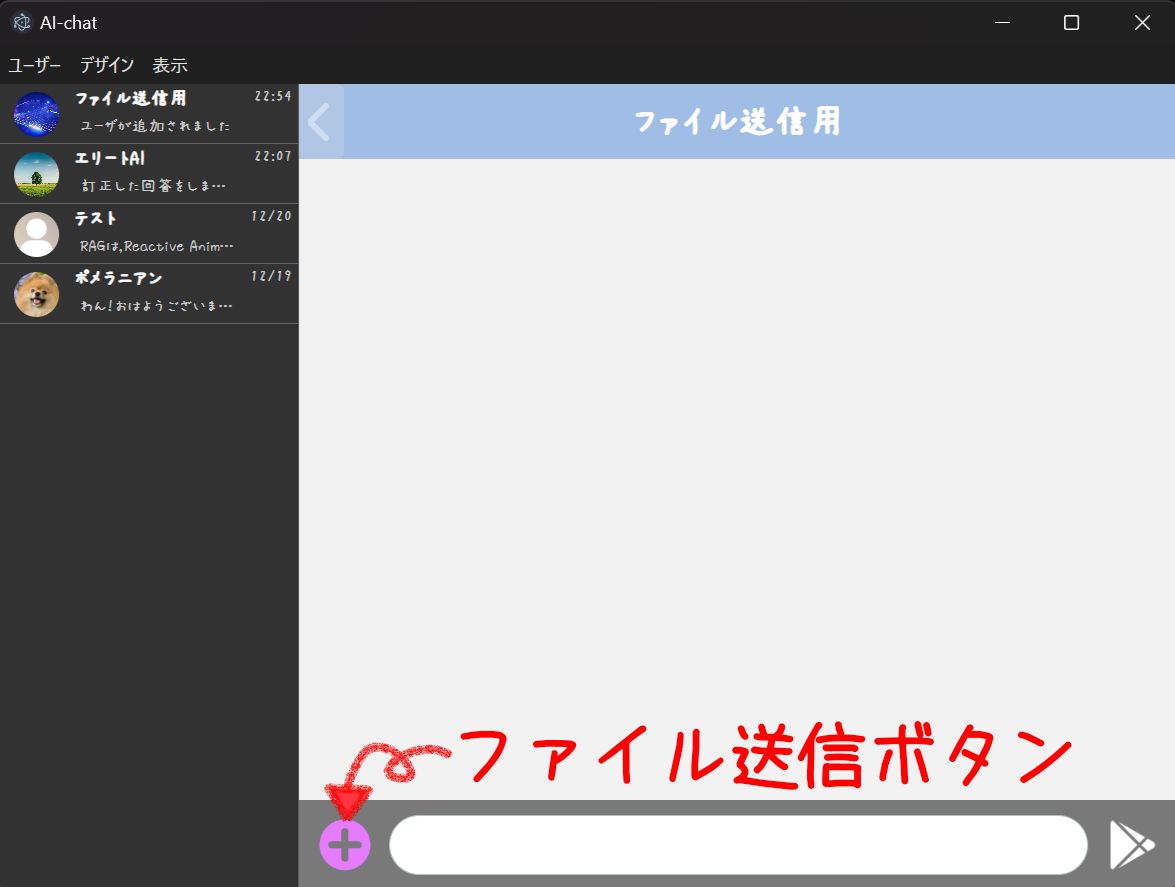 AI-chat
ユーザー デザイン 表示
ファイル送信用 22:54
ユーザが追加されました
エリートAI 22:07
訂正した回答をしま…
テスト 12/20
RAGは,Reactive Anim…
ポメラニアン 12/19
わん!おはようございま…
ファイル送信用
ファイル送信ボタン